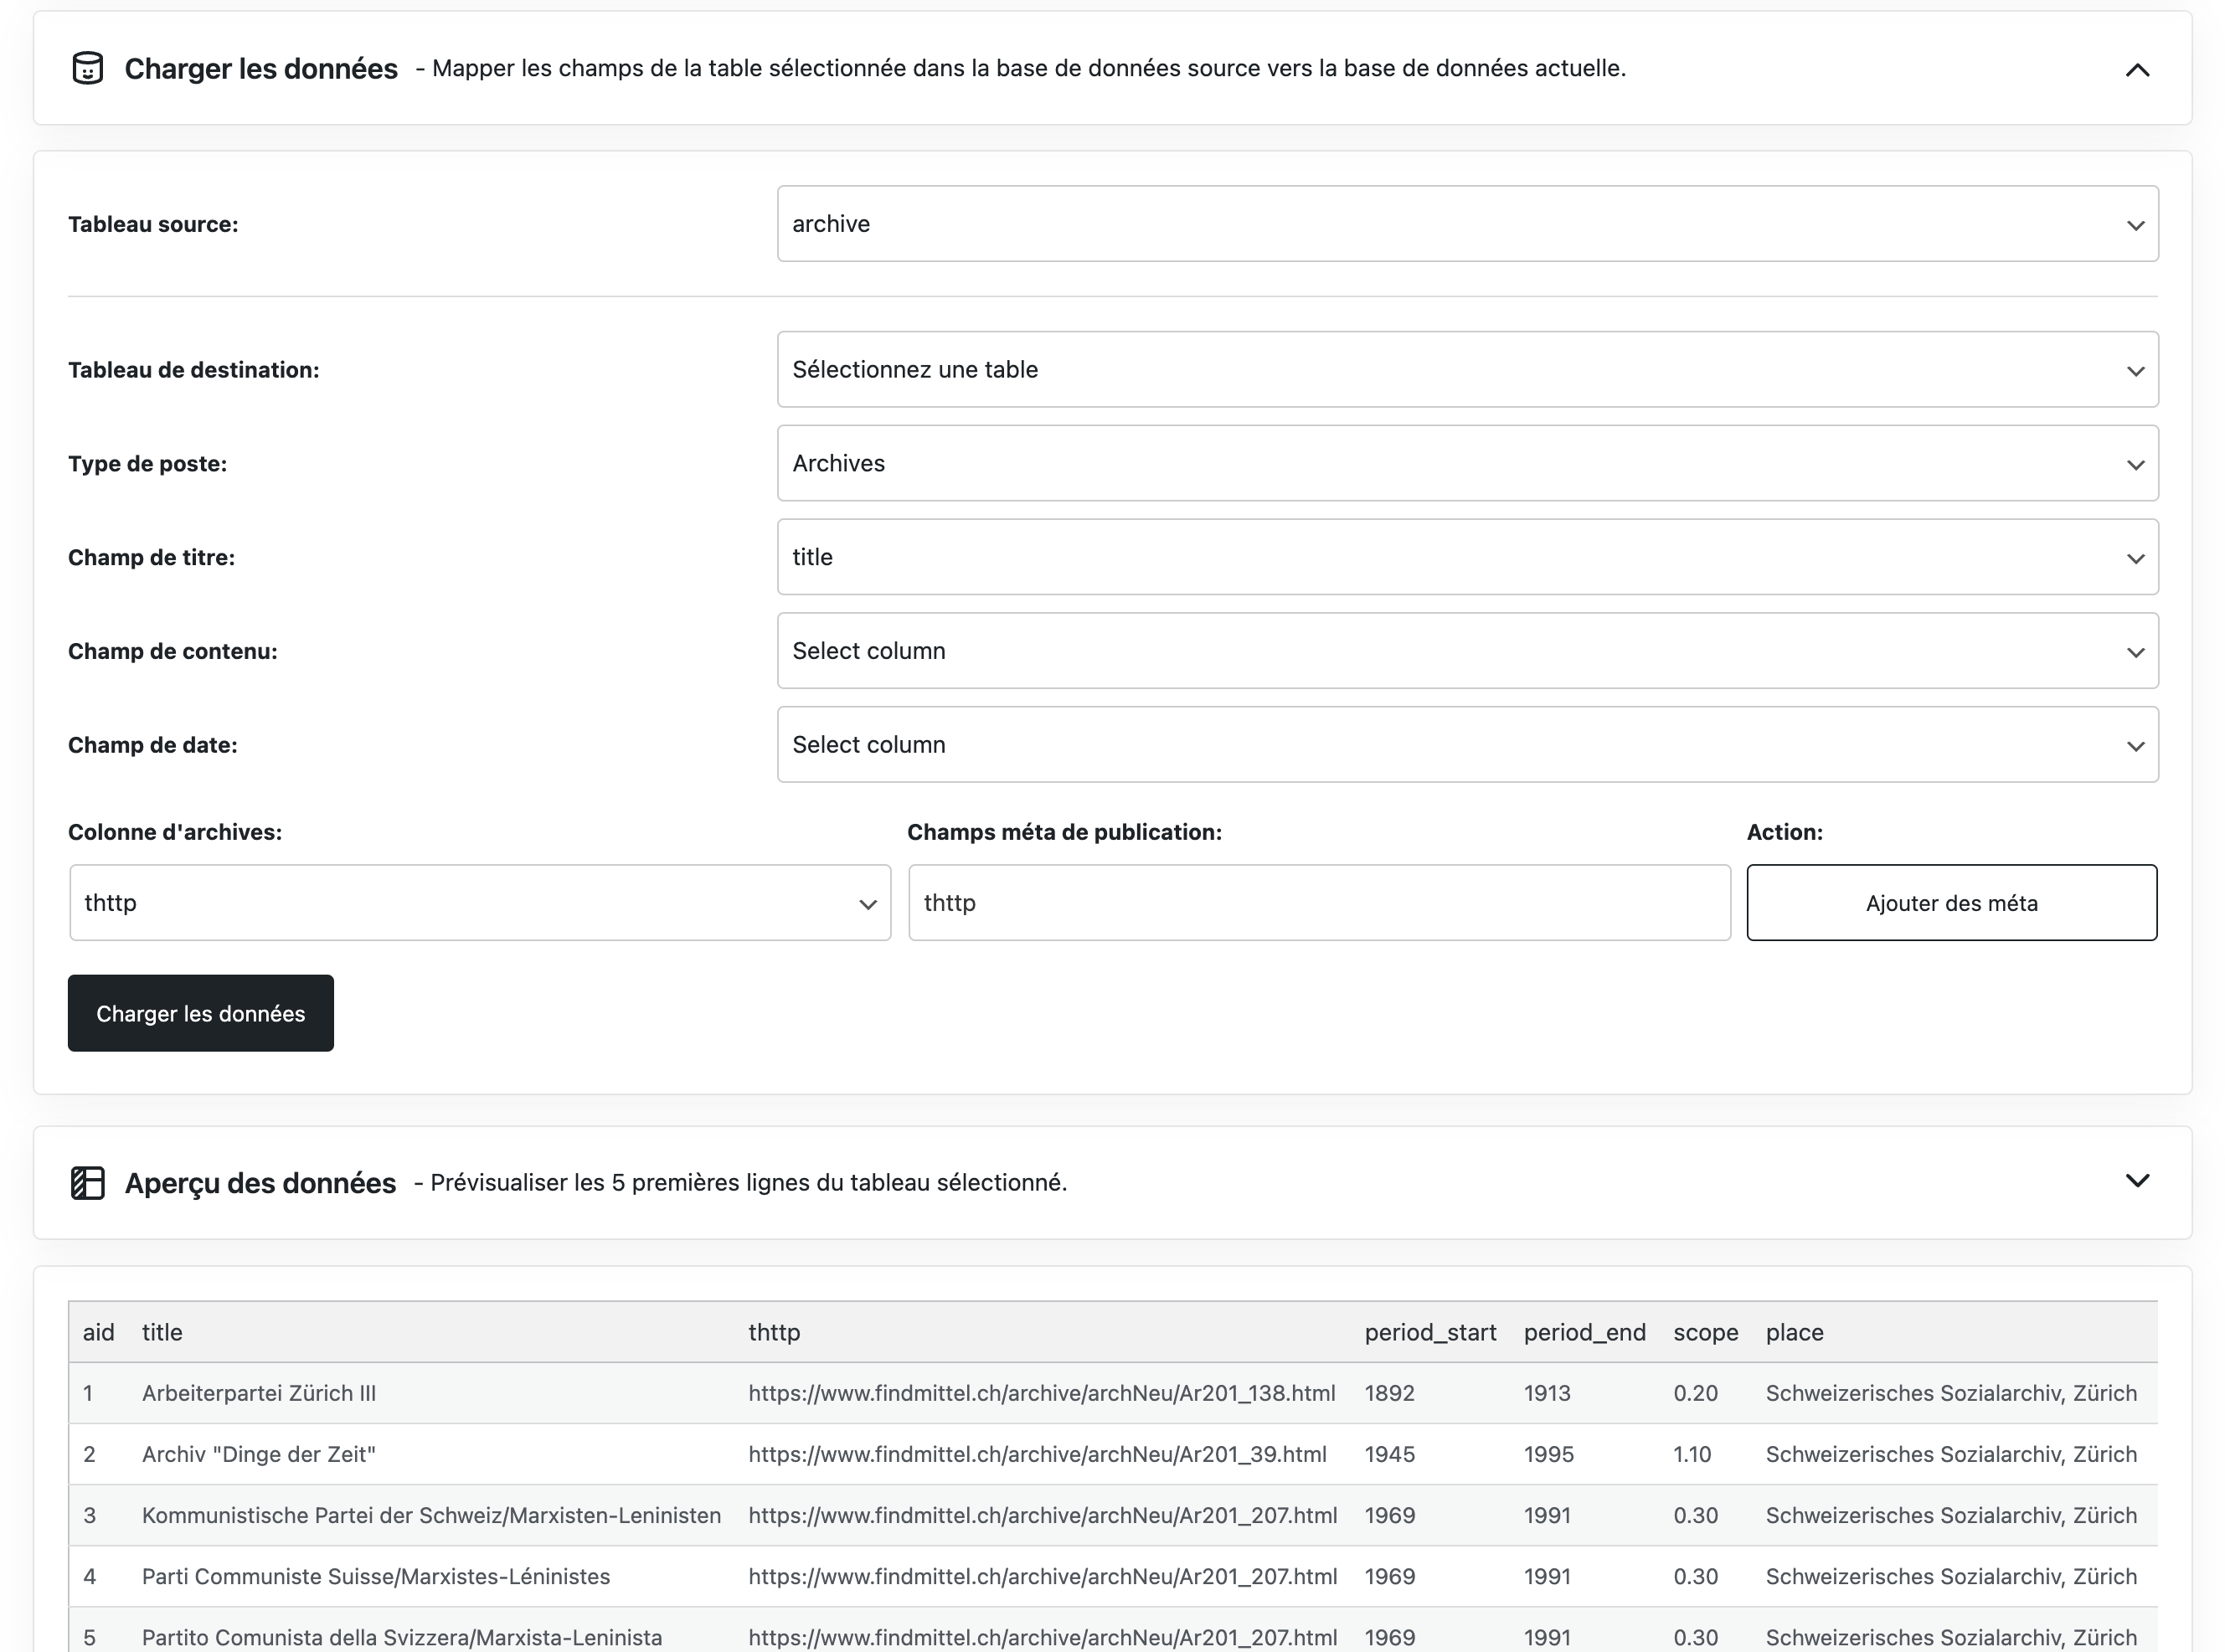 Charger les données - Mapper les champs de la table sélectionnée dans la base de données source vers la base de données actuelle.
Tableau source: archive
Tableau de destination: Sélectionnez une table
Type de poste: Archives
Champ de titre: title
Champ de contenu: Select column
Champ de date: Select column
Colonne d'archives: Champs méta de publication: Action:
thttp thttp Ajouter des méta
Charger les données
Aperçu des données - Prévisualiser les 5 premières lignes du tableau sélectionné.
aid title thttp period_start period_end scope place
1 Arbeiterpartei Zürich III https://www.findmittel.ch/archive/archNeu/Ar201_138.html 1892 1913 0.20 Schweizerisches Sozialarchiv, Zürich
2 Archiv "Dinge der Zeit" https://www.findmittel.ch/archive/archNeu/Ar201_39.html 1945 1995 1.10 Schweizerisches Sozialarchiv, Zürich
3 Kommunistische Partei der Schweiz/Marxisten-Leninisten https://www.findmittel.ch/archive/archNeu/Ar201_207.html 1969 1991 0.30 Schweizerisches Sozialarchiv, Zürich
4 Parti Communiste Suisse/Marxistes-Léninistes https://www.findmittel.ch/archive/archNeu/Ar201_207.html 1969 1991 0.30 Schweizerisches Sozialarchiv, Zürich
5 Partito Comunista della Svizzera/Marxista-Leninista https://www.findmittel.ch/archive/archNeu/Ar201_207.html 1969 1991 0.30 Schweizerisches Sozialarchiv, Zürich